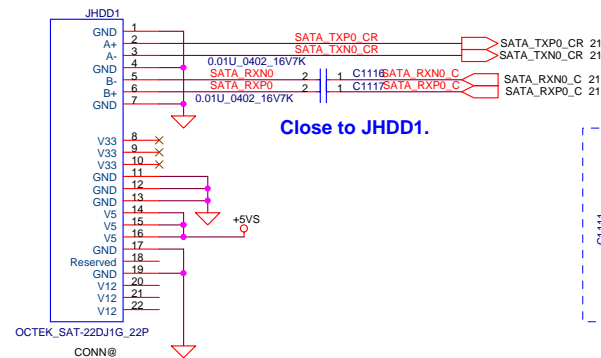 JHDD1
GND 1
A+ 2 SATA_TXP0_CR SATA_TXP0_CR 21
A- 3 SATA_TXN0_CR SATA_TXN0_CR 21
GND 4 0.01U_0402_16V7K
B- 5 SATA_RXN0 2 1 C1116 SATA_RXN0_C SATA_RXN0_C 21
B+ 6 SATA_RXP0 2 1 C1117 SATA_RXP0_C SATA_RXP0_C 21
GND 7 0.01U_0402_16V7K
Close to JHDD1.
V33 8
V33 9
V33 10
GND 11
GND 12
GND 13
V5 14
V5 15 +5VS
V5 16
GND 17
Reserved 18
GND 19
V12 20
V12 21
V12 22
C1111
OCTEK_SAT-22DJ1G_22P
CONN@